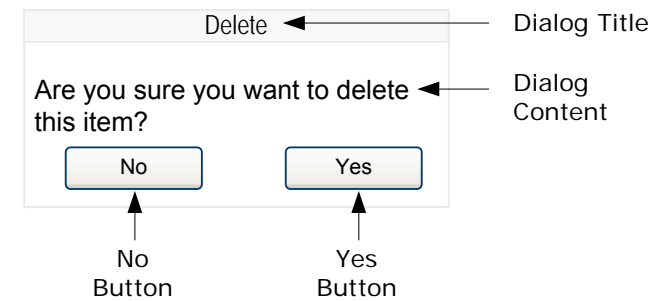 Delete
Dialog Title
Are you sure you want to delete
this item?
Dialog
Content
No
Yes
No
Button
Yes
Button